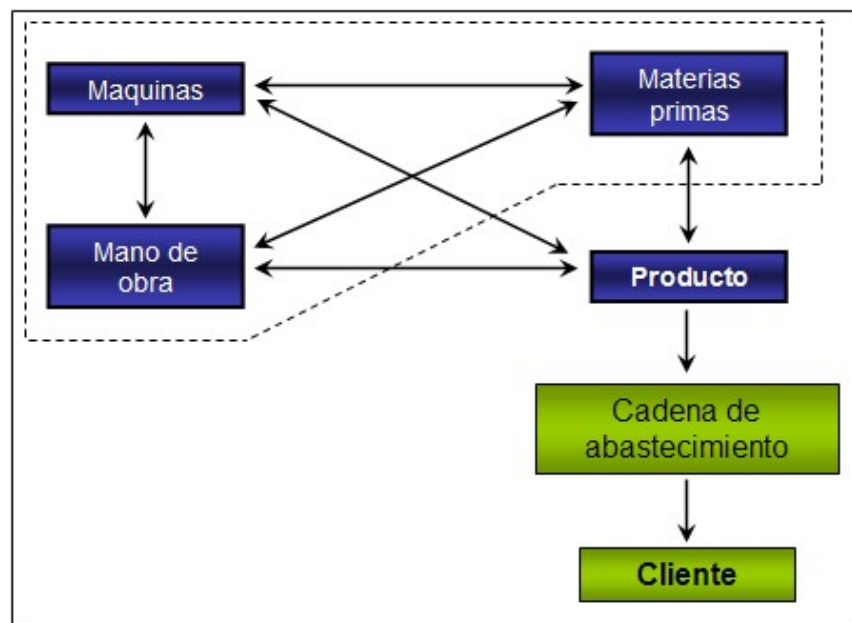 Maquinas
Materias
primas
Mano de
obra
Producto
Cadena de
abastecimiento
Cliente